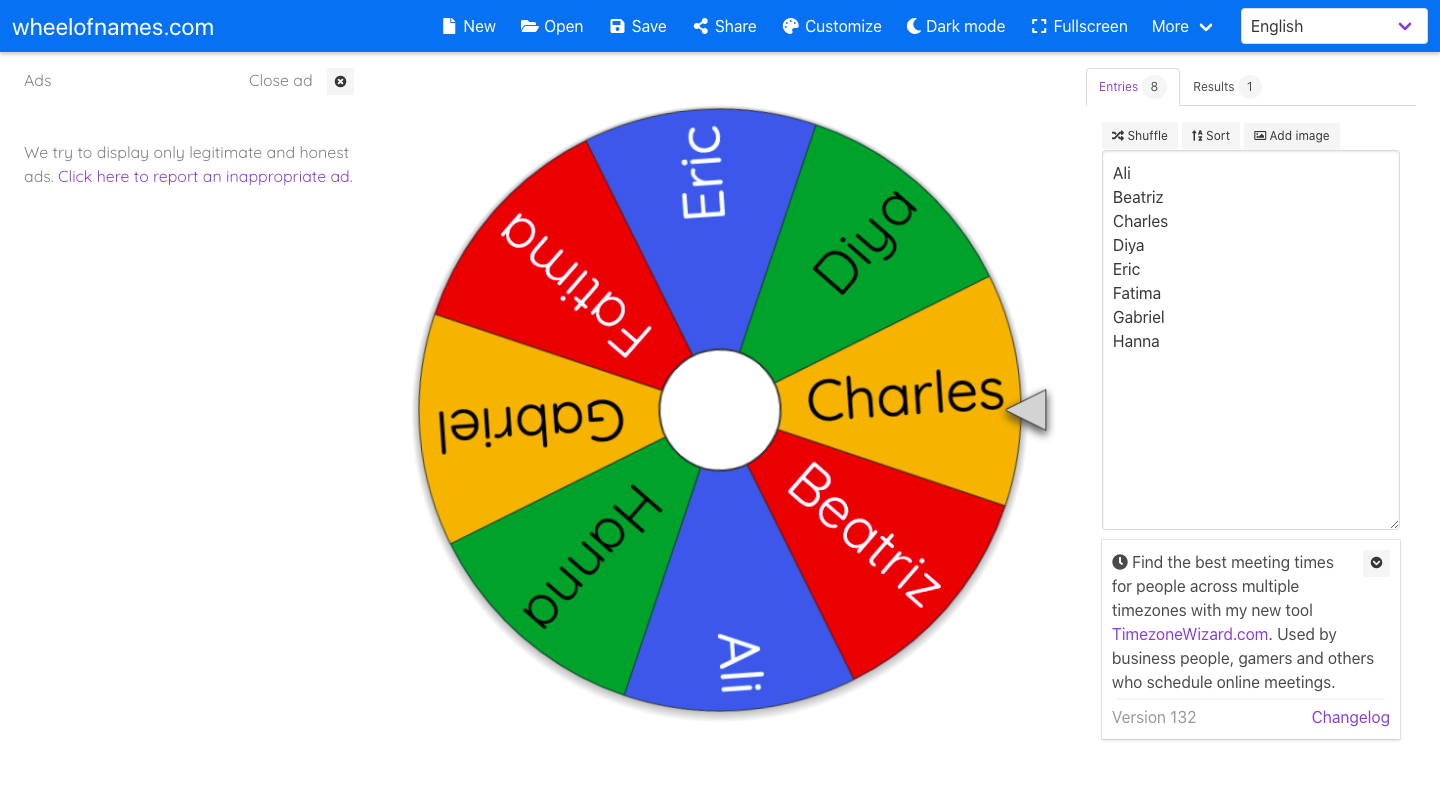 wheelofnames.com
New Open Save Share Customize Dark mode Fullscreen More English
Ads Close ad
We try to display only legitimate and honest
ads. Click here to report an inappropriate ad.
Eric
Diya
Charles
Beatriz
Ali
Hanna
Gabriel
Fatima
Entries 8 Results 1
Shuffle Sort Add image
Ali
Beatriz
Charles
Diya
Eric
Fatima
Gabriel
Hanna
Find the best meeting times
for people across multiple
timezones with my new tool
TimezoneWizard.com. Used by
business people, gamers and others
who schedule online meetings.
Version 132 Changelog